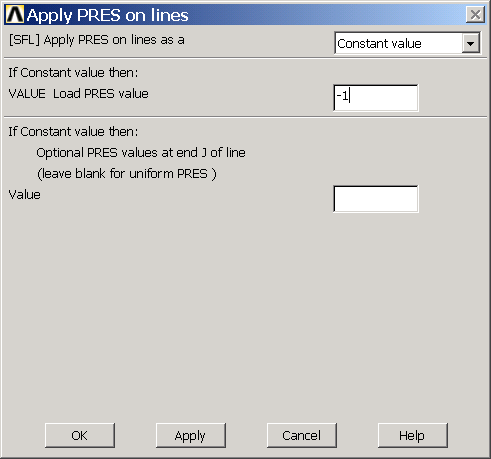 Apply PRES on lines
[SFL] Apply PRES on lines as a Constant value
If Constant value then:
VALUE Load PRES value -1
If Constant value then:
Optional PRES values at end J of line
(leave blank for uniform PRES )
Value
OK Apply Cancel Help